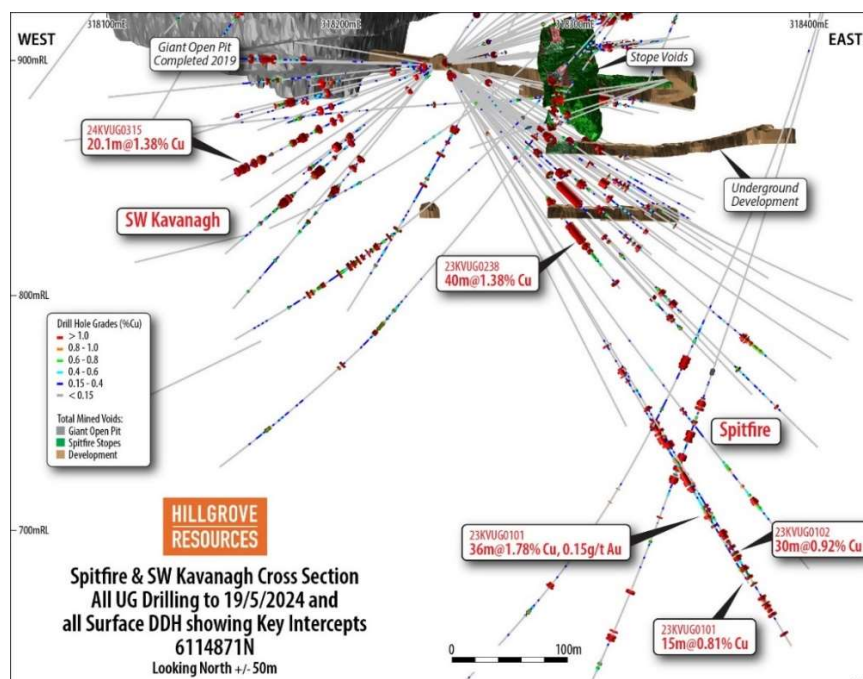 318100mE
318200mE
318300mE
318400mE
WEST
EAST
Giant Open Pit
Completed 2019
Stope Voids
900mRL
24KVUG0315
20.1m@1.38% Cu
Underground
Development
SW Kavanagh
23KVUG0238
40m@1.38% Cu
800mRL
Drill Hole Grades (%Cu)
> 1.0
0.8 - 1.0
0.6 - 0.8
0.4 - 0.6
0.15 - 0.4
< 0.15
Total Mined Voids:
Giant Open Pit
Spitfire Stopes
Development
Spitfire
700mRL
HILLGROVE
RESOURCES
23KVUG0101
36m@1.78% Cu, 0.15g/t Au
23KVUG0102
30m@0.92% Cu
Spitfire & SW Kavanagh Cross Section
All UG Drilling to 19/5/2024 and
all Surface DDH showing Key Intercepts
6114871N
Looking North +/- 50m
23KVUG0101
15m@0.81% Cu
0
100m